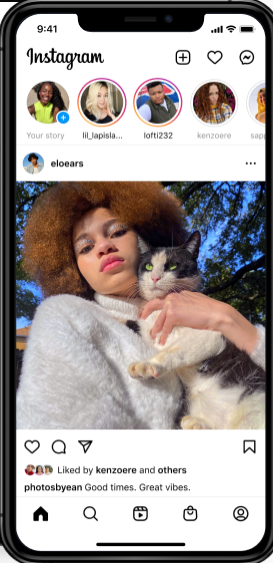 9:41
Instagram
Your story lil_lapisla... lofti232 kenzoere sapp
eloears
Liked by kenzoere and others
photosbyean Good times. Great vibes.